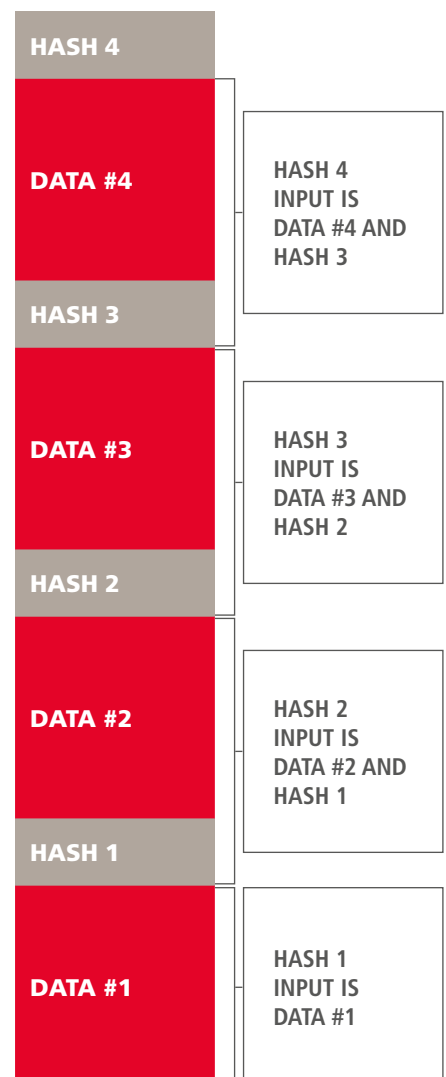 HASH 4
DATA #4
HASH 4
INPUT IS
DATA #4 AND
HASH 3
HASH 3
DATA #3
HASH 3
INPUT IS
DATA #3 AND
HASH 2
HASH 2
DATA #2
HASH 2
INPUT IS
DATA #2 AND
HASH 1
HASH 1
DATA #1
HASH 1
INPUT IS
DATA #1